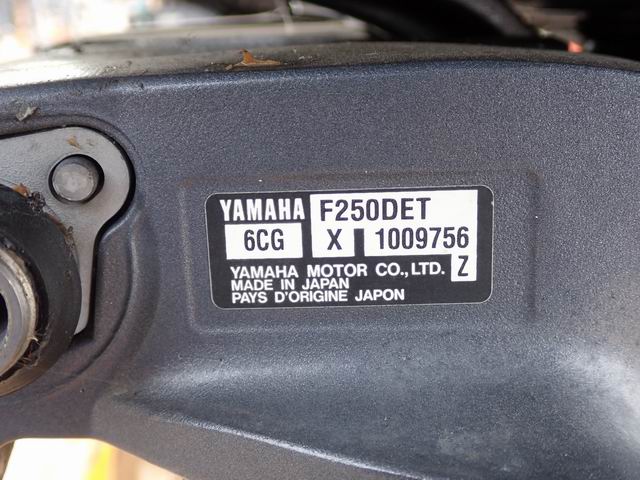 YAMAHA F250DET
6CG X 1009756
YAMAHA MOTOR CO., LTD. Z
MADE IN JAPAN
PAYS D'ORIGINE JAPON